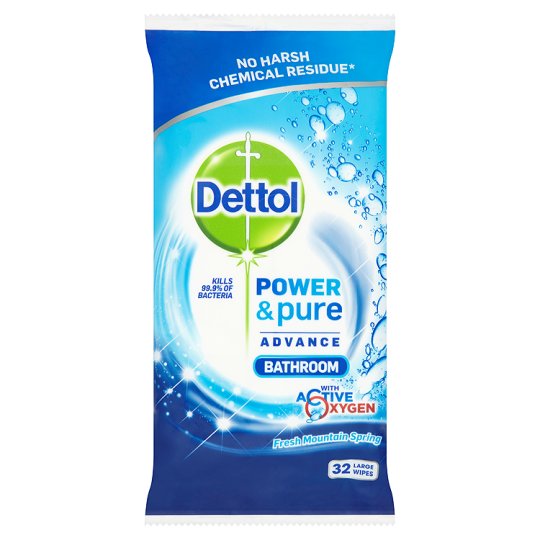 NO HARSH
CHEMICAL RESIDUE*
Dettol
KILLS
99.9% OF
BACTERIA
POWER
& pure
ADVANCE
BATHROOM
WITH
ACTIVE
OXYGEN
Fresh Mountain Spring
32 LARGE
WIPES